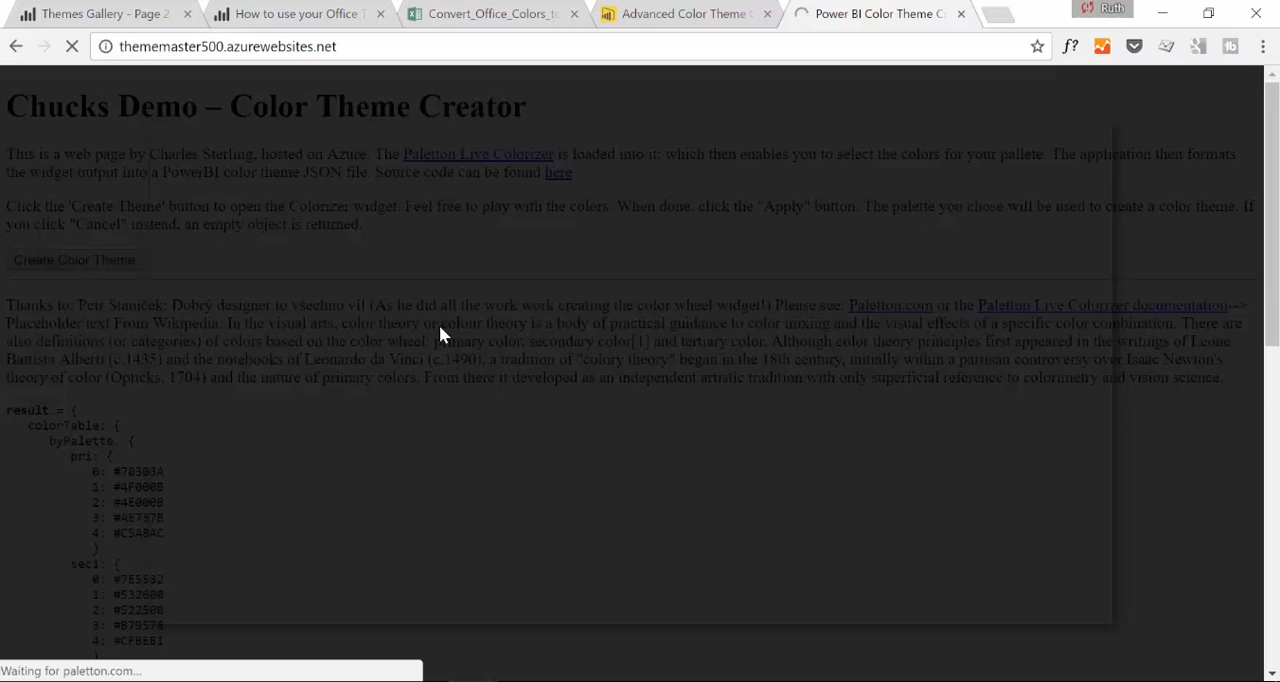 Themes Gallery - Page 2
How to use your Office T
Convert_Office_Colors_to
Advanced Color Theme G
Power BI Color Theme C
Ruth
thememaster500.azurewebsites.net
f?
Chucks Demo – Color Theme Creator
This is a web page by Charles Sterling, hosted on Azure. The Paletton Live Colorizer is loaded into it; which then enables you to select the colors for your pallete. The application then formats
the widget output into a PowerBI color theme JSON file. Source code can be found here
Click the 'Create Theme' button to open the Colorizer widget. Feel free to play with the colors. When done, click the "Apply" button. The palette you chose will be used to create a color theme. If
you click "Cancel" instead, an empty object is returned.
Create Color Theme
Thanks to: Petr Stanicek: Dobrý designer to všechno ví! (As he did all the work work creating the color wheel widget!) Please see: Paletton.com or the Paletton Live Colorizer documentation-->
Placeholder text From Wikipedia: In the visual arts, color theory or colour theory is a body of practical guidance to color mixing and the visual effects of a specific color combination. There are
also definitions (or categories) of colors based on the color wheel: primary color, secondary color[1] and tertiary color. Although color theory principles first appeared in the writings of Leone
Battista Alberti (c.1435) and the notebooks of Leonardo da Vinci (c.1490), a tradition of "colory theory" began in the 18th century, initially within a partisan controversy over Isaac Newton's
theory of color (Opticks, 1704) and the nature of primary colors. From there it developed as an independent artistic tradition with only superficial reference to colorimetry and vision science.
result = {
colorTable: {
byPalette: {
pri: {
0: #78303A
1: #4F000B
2: #4E000B
3: #AE737B
4: #C5A8AC
}
sec1: {
0: #7E5532
1: #532600
2: #522500
3: #B79578
4: #CFBEB1
}
Waiting for paletton.com...